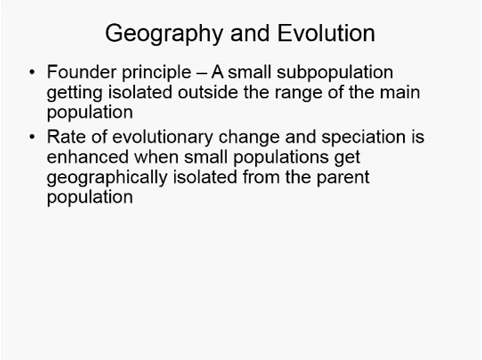 Geography and Evolution
• Founder principle – A small subpopulation
getting isolated outside the range of the main
population
• Rate of evolutionary change and speciation is
enhanced when small populations get
geographically isolated from the parent
population